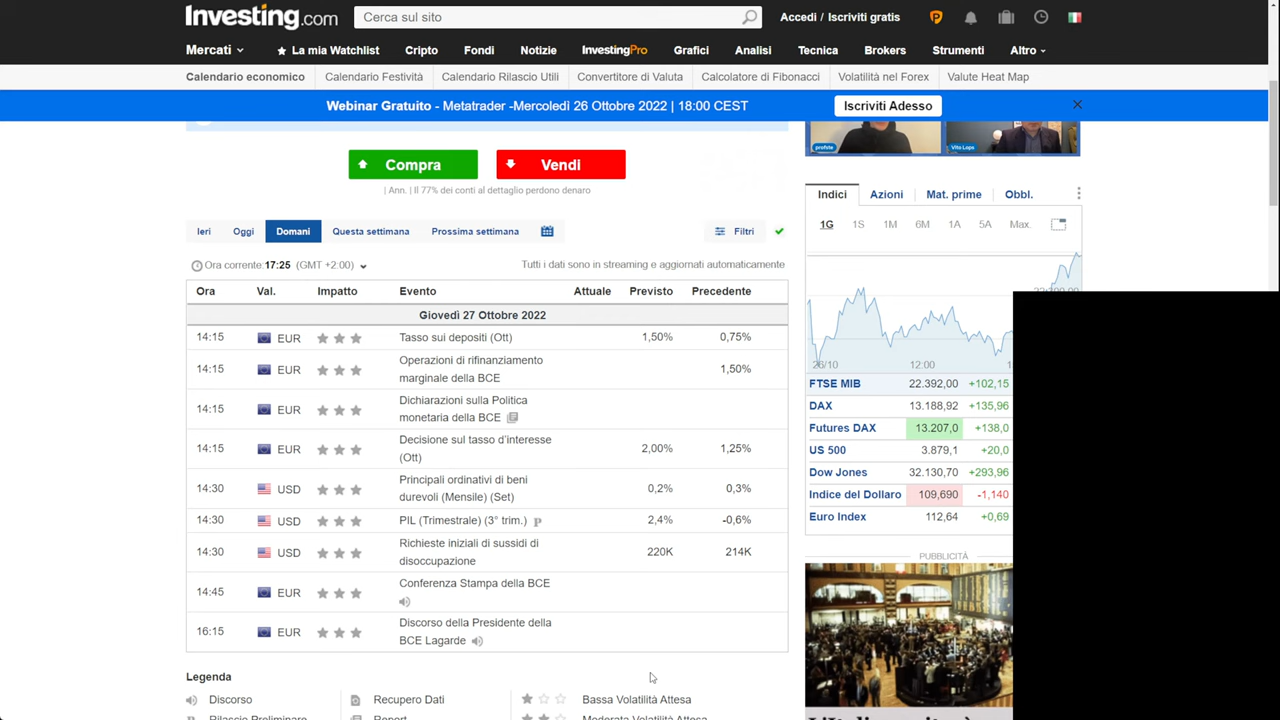 Investing.com
Cerca sul sito
Accedi / Iscriviti gratis
Mercati
La mia Watchlist
Cripto
Fondi
Notizie
InvestingPro
Grafici
Analisi
Tecnica
Brokers
Strumenti
Altro
Calendario economico
Calendario Festività
Calendario Rilascio Utili
Convertitore di Valuta
Calcolatore di Fibonacci
Volatilità nel Forex
Valute Heat Map
Webinar Gratuito - Metatrader -Mercoledì 26 Ottobre 2022 | 18:00 CEST
Iscriviti Adesso
profste
Vito Lops
Compra
Vendi
| Ann. | Il 77% dei conti al dettaglio perdono denaro
Ieri
Oggi
Domani
Questa settimana
Prossima settimana
Filtri
Ora corrente:17:25 (GMT +2:00)
Tutti i dati sono in streaming e aggiornati automaticamente
Ora Val. Impatto Evento Attuale Previsto Precedente
Giovedì 27 Ottobre 2022
14:15 EUR Tasso sui depositi (Ott) 1,50% 0,75%
14:15 EUR Operazioni di rifinanziamento
marginale della BCE 1,50%
14:15 EUR Dichiarazioni sulla Politica
monetaria della BCE
14:15 EUR Decisione sul tasso d'interesse
(Ott) 2,00% 1,25%
14:30 USD Principali ordinativi di beni
durevoli (Mensile) (Set) 0,2% 0,3%
14:30 USD PIL (Trimestrale) (3° trim.) 2,4% -0,6%
14:30 USD Richieste iniziali di sussidi di
disoccupazione 220K 214K
14:45 EUR Conferenza Stampa della BCE
16:15 EUR Discorso della Presidente della
BCE Lagarde
Legenda
Discorso
Recupero Dati
Bassa Volatilità Attesa
Rilascio Preliminare
Report
Moderata Volatilità Attesa
Indici
Azioni
Mat. prime
Obbl.
1G 1S 1M 6M 1A 5A Max.
26/10 12:00
FTSE MIB 22.392,00 +102,15
DAX 13.188,92 +135,96
Futures DAX 13.207,0 +138,0
US 500 3.879,1 +20,0
Dow Jones 32.130,70 +293,96
Indice del Dollaro 109,690 -1,140
Euro Index 112,64 +0,69
PUBBLICITÀ